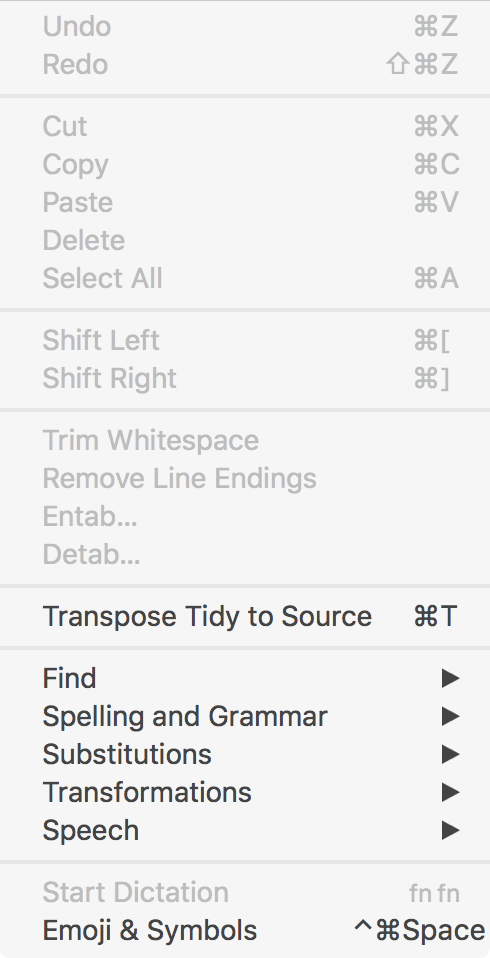 Undo ⌘Z
Redo ⇧⌘Z
Cut ⌘X
Copy ⌘C
Paste ⌘V
Delete
Select All ⌘A
Shift Left ⌘[
Shift Right ⌘]
Trim Whitespace
Remove Line Endings
Entab...
Detab...
Transpose Tidy to Source ⌘T
Find ▶
Spelling and Grammar ▶
Substitutions ▶
Transformations ▶
Speech ▶
Start Dictation fn fn
Emoji & Symbols ^⌘Space